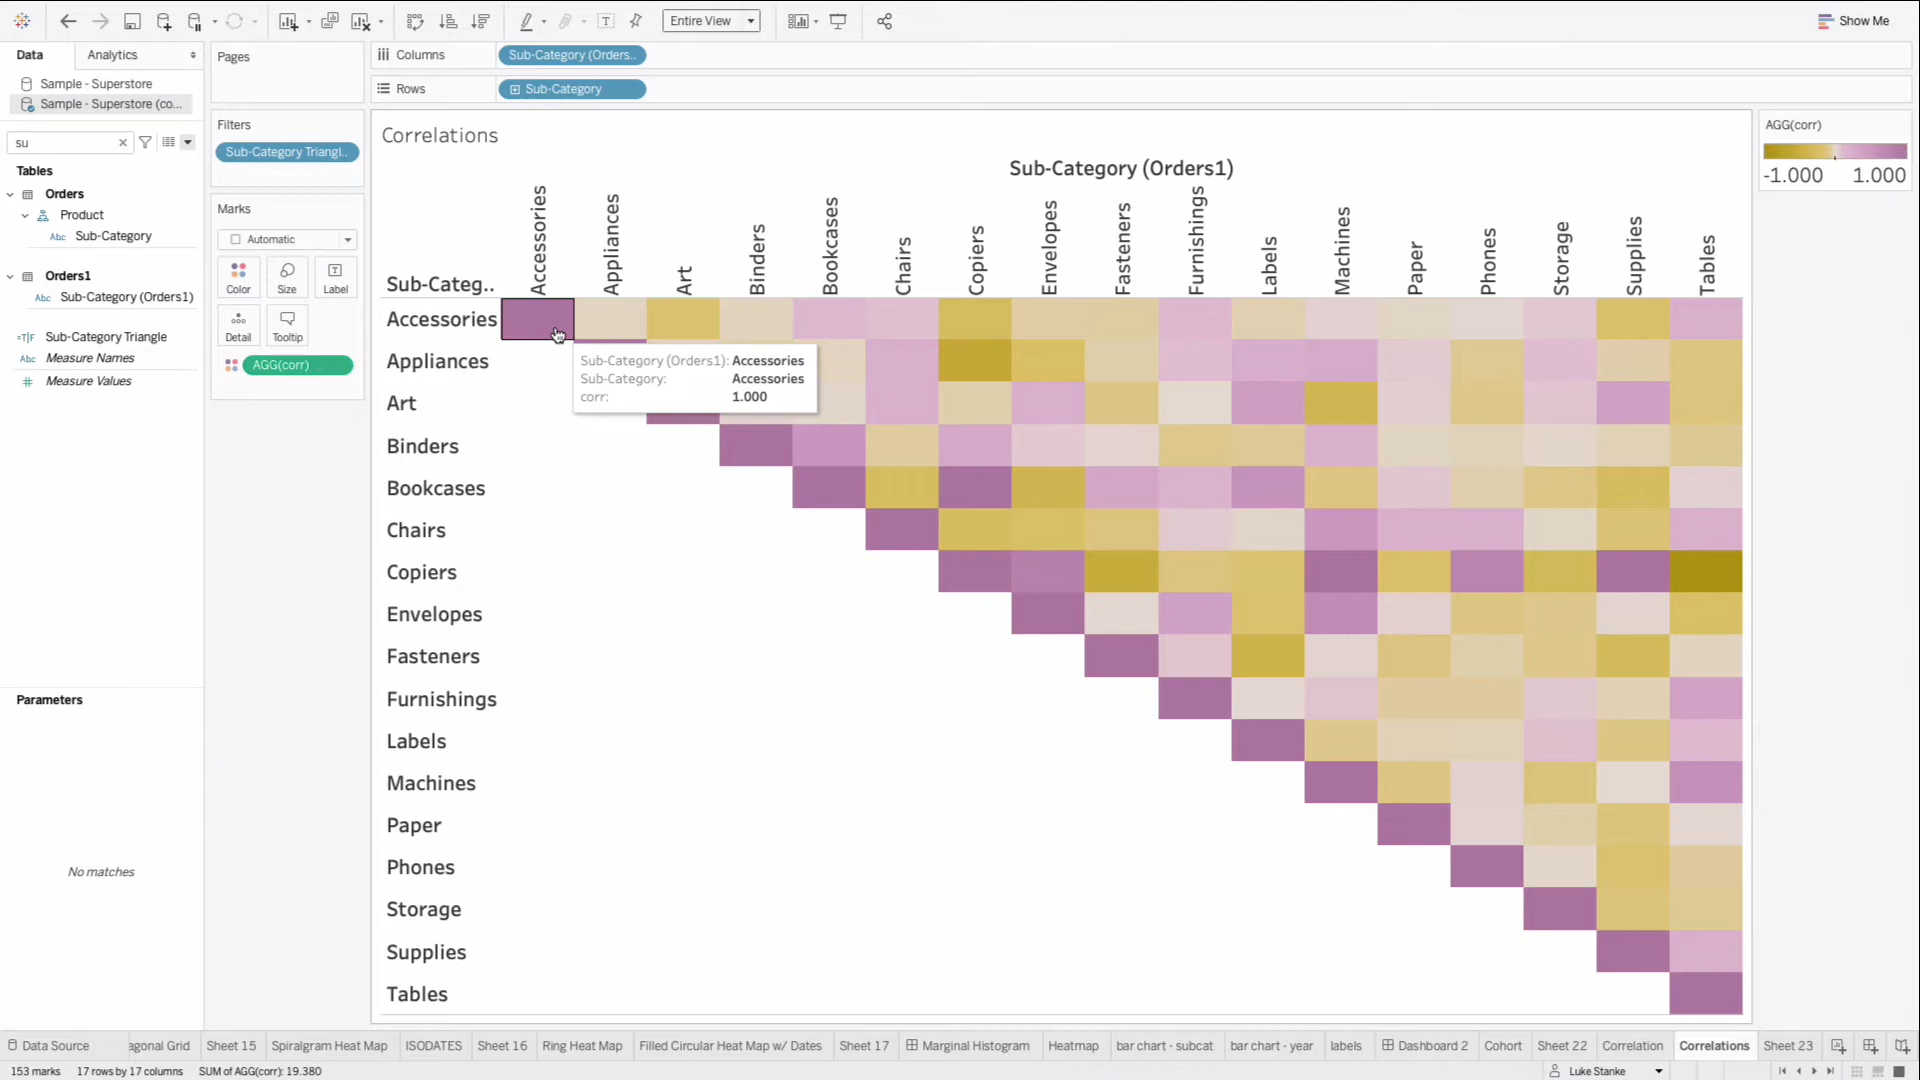 Entire View
Show Me
Data
Analytics
Pages
Columns
Sub-Category (Orders..
Sample - Superstore
Rows
Sub-Category
Sample - Superstore (co...
Filters
Sub-Category Triangl..
su
Tables
Orders
Product
Sub-Category
Orders1
Sub-Category (Orders1)
Sub-Category Triangle
Measure Names
Measure Values
Parameters
No matches
Marks
Automatic
Color
Size
Label
Detail
Tooltip
AGG(corr)
Correlations
Sub-Category (Orders1)
Sub-Categ..
Accessories
Appliances
Art
Binders
Bookcases
Chairs
Copiers
Envelopes
Fasteners
Furnishings
Labels
Machines
Paper
Phones
Storage
Supplies
Tables
Accessories
Appliances
Art
Binders
Bookcases
Chairs
Copiers
Envelopes
Fasteners
Furnishings
Labels
Machines
Paper
Phones
Storage
Supplies
Tables
Sub-Category (Orders1): Accessories
Sub-Category: Accessories
corr: 1.000
AGG(corr)
-1.000 1.000
Data Source
agonal Grid
Sheet 15
Spiralgram Heat Map
ISODATES
Sheet 16
Ring Heat Map
Filled Circular Heat Map w/ Dates
Sheet 17
Marginal Histogram
Heatmap
bar chart - subcat
bar chart - year
labels
Dashboard 2
Cohort
Sheet 22
Correlation
Correlations
Sheet 23
153 marks
17 rows by 17 columns
SUM of AGG(corr): 19.380
Luke Stanke